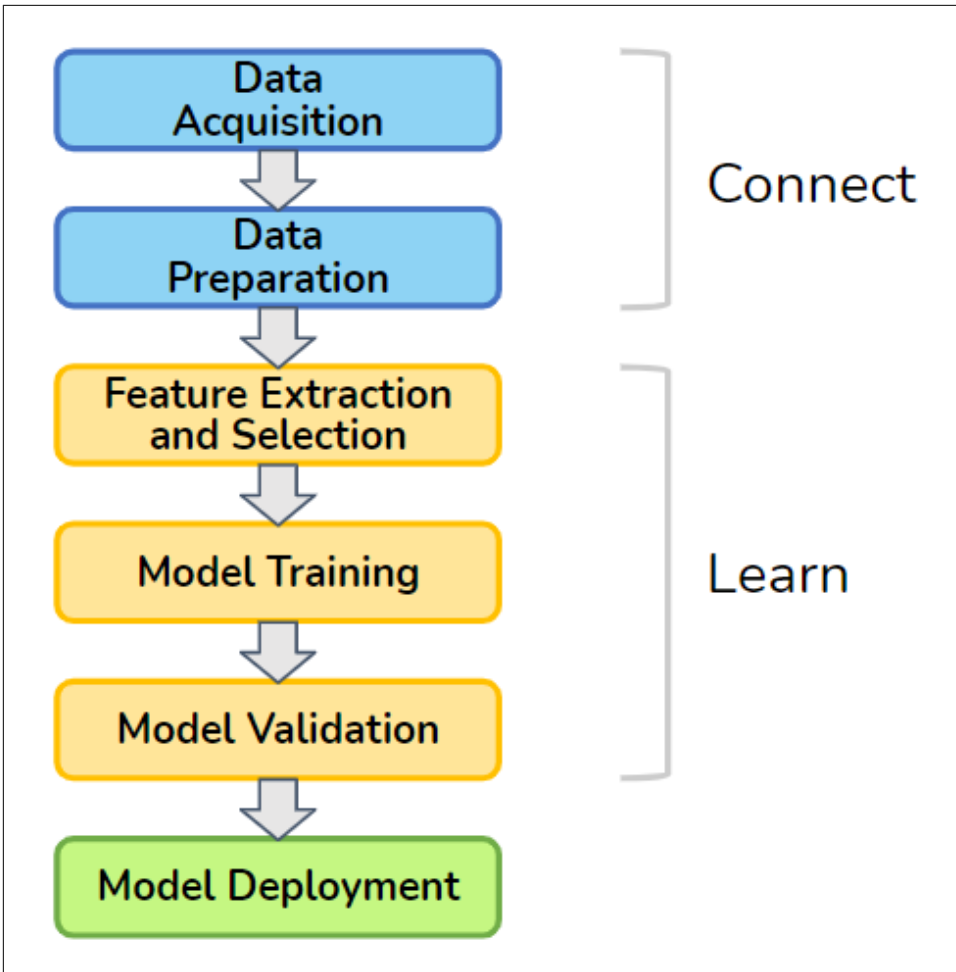 Data
Acquisition
Connect
Data
Preparation
Feature Extraction
and Selection
Model Training
Learn
Model Validation
Model Deployment